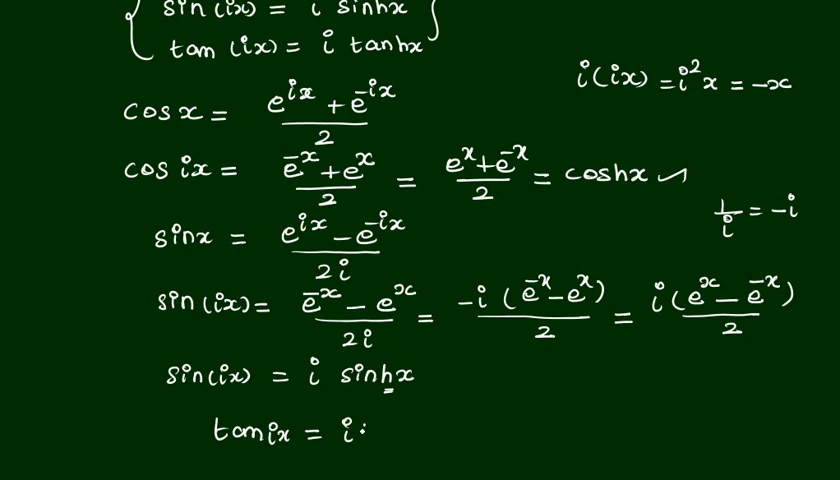 sin(ix) = i sinhx
tan(ix) = i tanhx
i(ix) = i²x = -x
cosx = (e^{ix} + e^{-ix})/2
cos ix = (e^{-x} + e^{x})/2 = (e^{x} + e^{-x})/2 = coshx ✓
1/i = -i
sinx = (e^{ix} - e^{-ix})/2i
sin(ix) = (e^{-x} - e^{x})/2i = -i(e^{-x} - e^{x})/2 = i(e^{x} - e^{-x})/2
sin(ix) = i sinhx
tanix = i